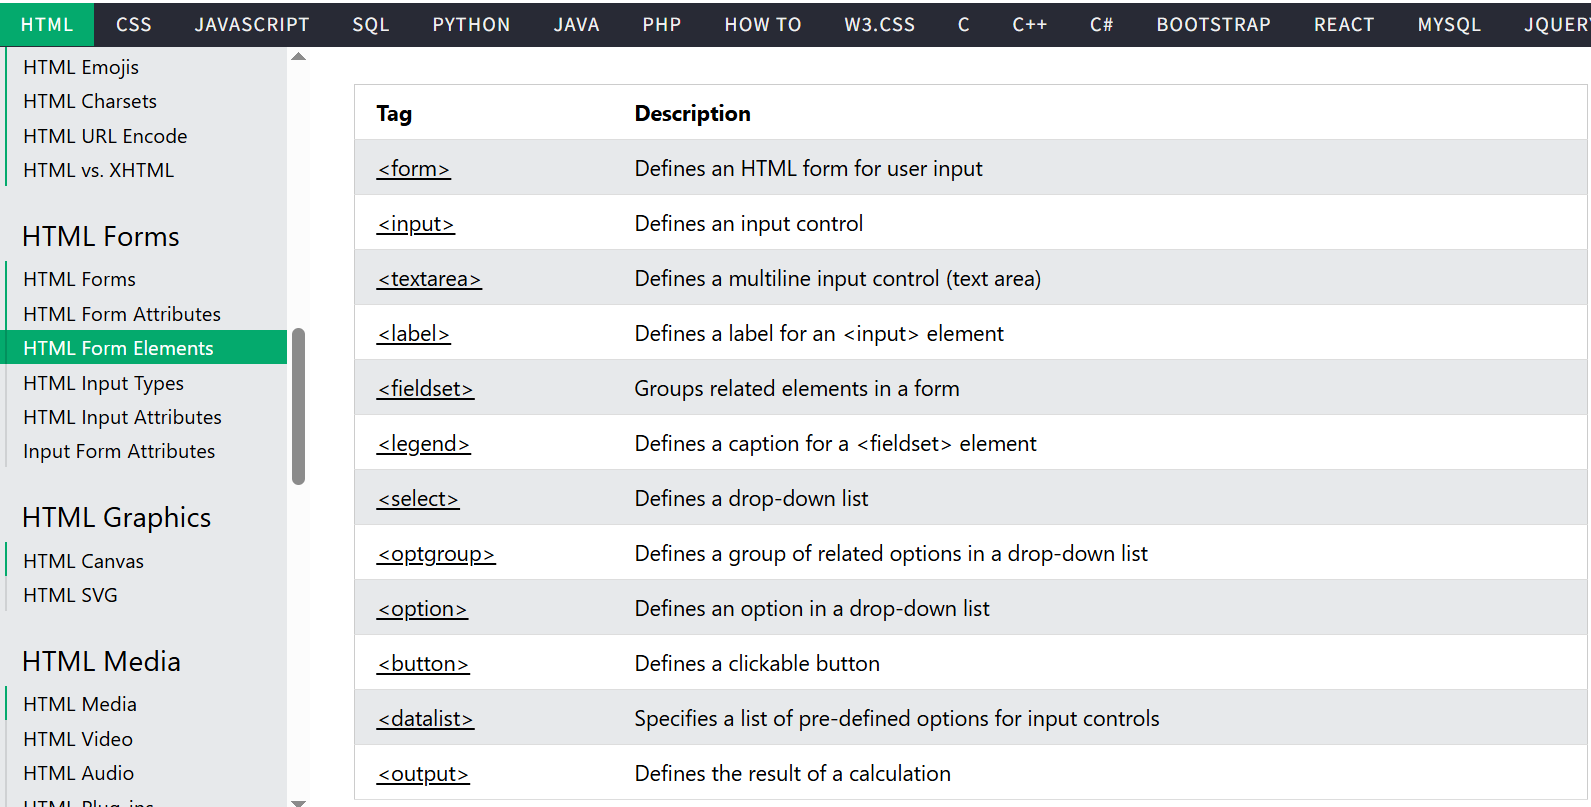 HTML CSS JAVASCRIPT SQL PYTHON JAVA PHP HOW TO W3.CSS C C++ C# BOOTSTRAP REACT MYSQL
HTML Emojis
HTML Charsets
HTML URL Encode
HTML vs. XHTML
HTML Forms
HTML Forms
HTML Form Attributes
HTML Form Elements
HTML Input Types
HTML Input Attributes
Input Form Attributes
HTML Graphics
HTML Canvas
HTML SVG
HTML Media
HTML Media
HTML Video
HTML Audio
HTML Plug-ins
Tag Description
<form> Defines an HTML form for user input
<input> Defines an input control
<textarea> Defines a multiline input control (text area)
<label> Defines a label for an <input> element
<fieldset> Groups related elements in a form
<legend> Defines a caption for a <fieldset> element
<select> Defines a drop-down list
<optgroup> Defines a group of related options in a drop-down list
<option> Defines an option in a drop-down list
<button> Defines a clickable button
<datalist> Specifies a list of pre-defined options for input controls
<output> Defines the result of a calculation